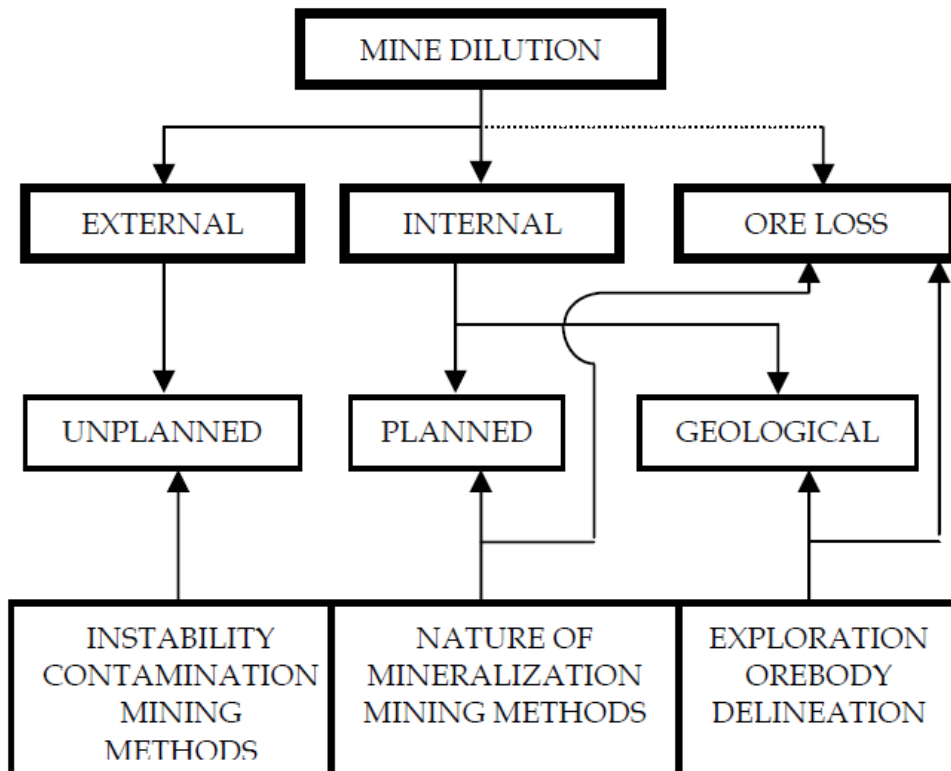 MINE DILUTION
EXTERNAL
INTERNAL
ORE LOSS
UNPLANNED
PLANNED
GEOLOGICAL
INSTABILITY
CONTAMINATION
MINING
METHODS
NATURE OF
MINERALIZATION
MINING METHODS
EXPLORATION
OREBODY
DELINEATION